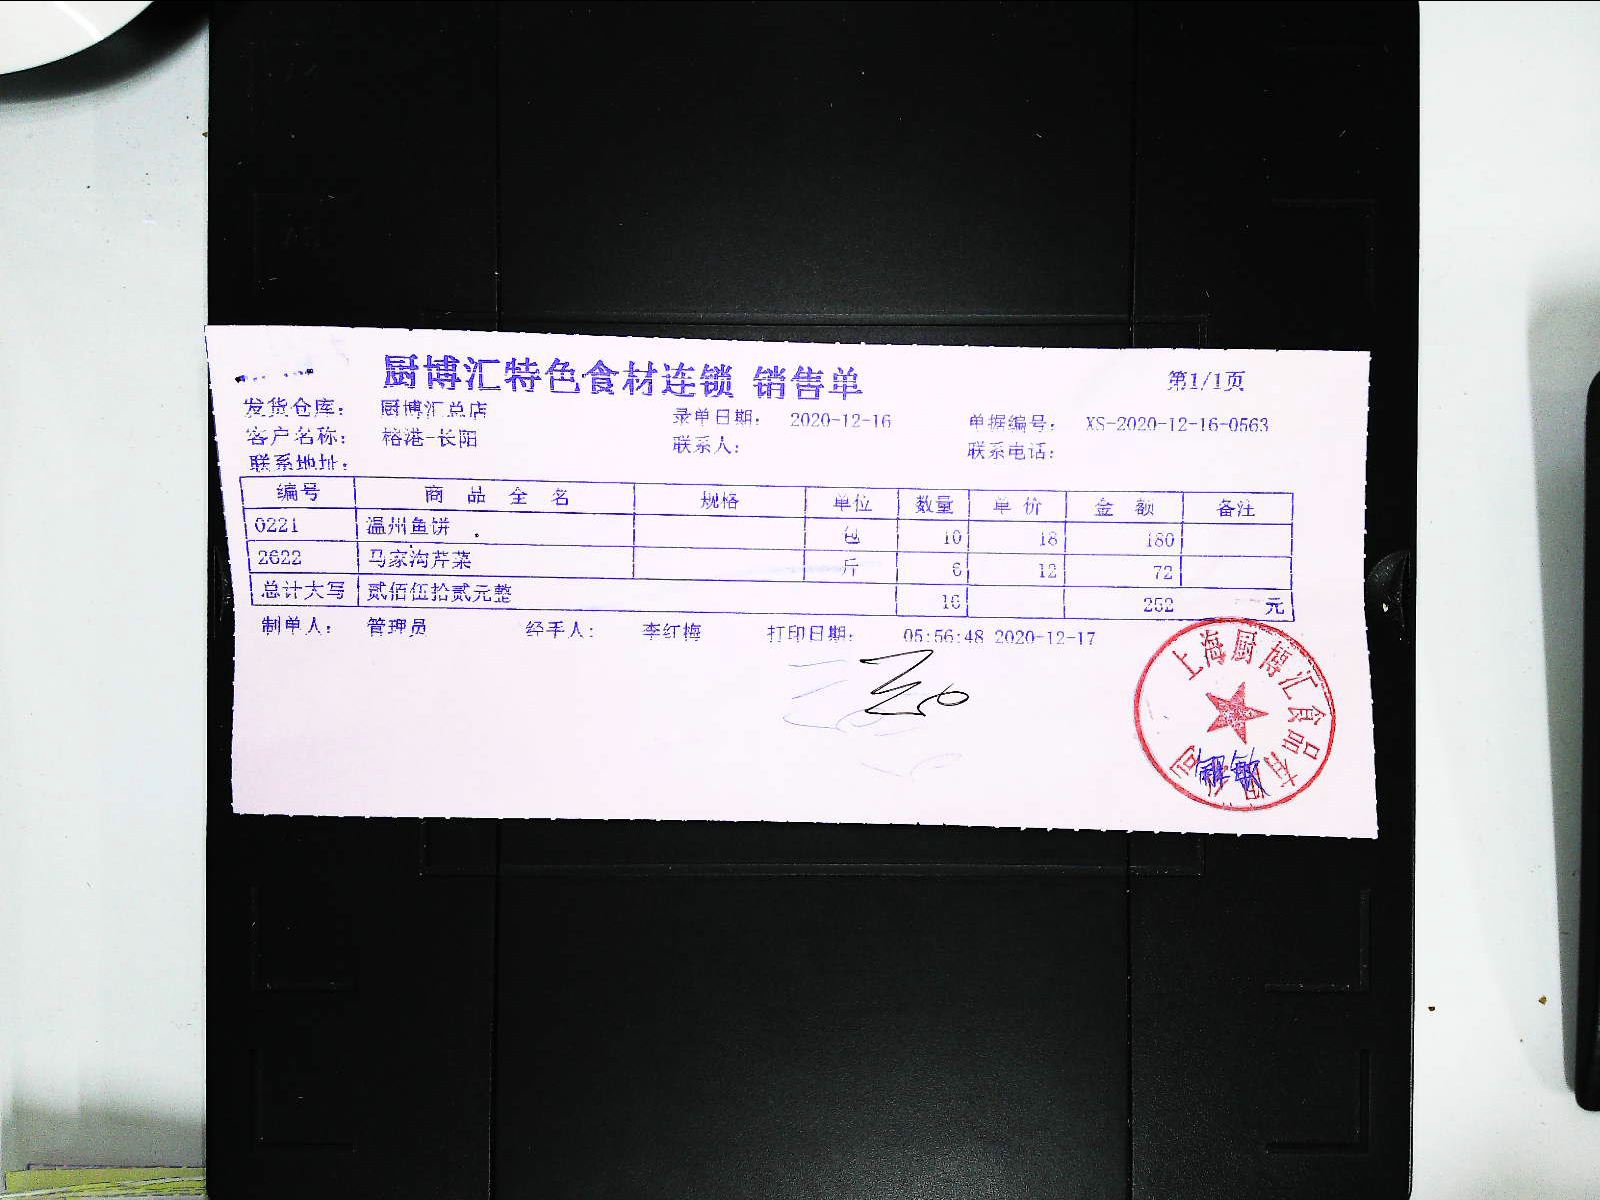 厨博汇特色食材连锁 销售单 第1/1页
发货仓库: 厨博汇总店 录单日期: 2020-12-16 单据编号: XS-2020-12-16-0563
客户名称: 榕港-长阳 联系人: 联系电话:
联系地址:
编号 商品全名 规格 单位 数量 单价 金额 备注
0221 温州鱼饼 包 10 18 180
2622 马家沟芹菜 斤 6 12 72
总计大写 贰佰伍拾贰元整 16 252 元
制单人: 管理员 经手人: 李红梅 打印日期: 05:56:48 2020-12-17
上海厨博汇食品有限公司